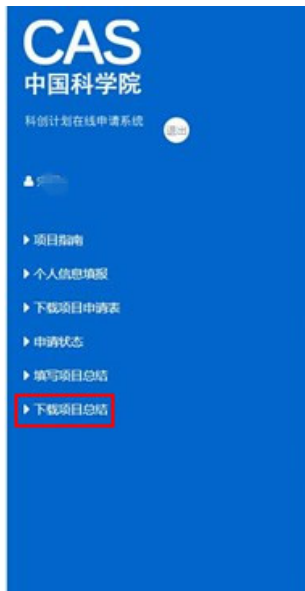 CAS
中国科学院
科创计划在线申请系统
退出
项目指南
个人信息填报
下载项目申请表
申请状态
填写项目总结
下载项目总结